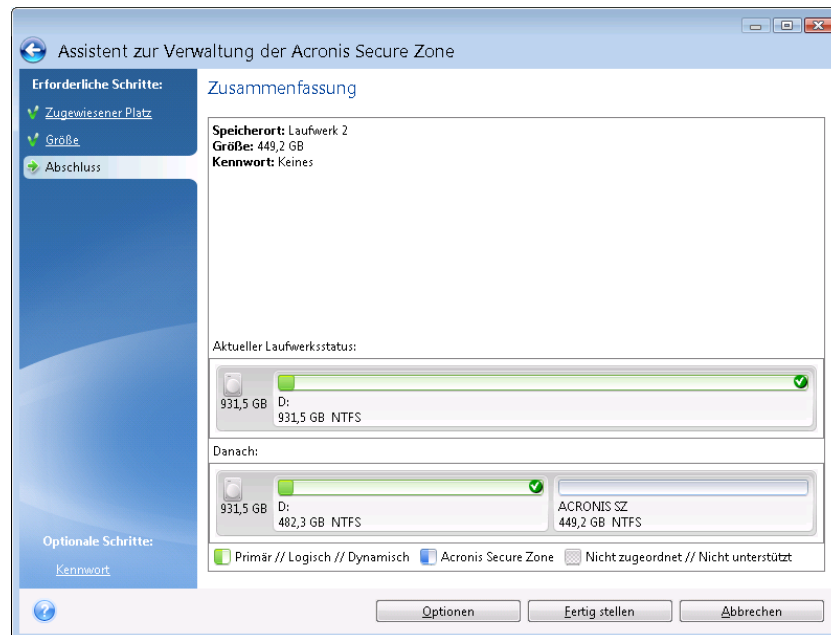 Assistent zur Verwaltung der Acronis Secure Zone
Erforderliche Schritte:
Zugewiesener Platz
Größe
Abschluss
Zusammenfassung
Speicherort: Laufwerk 2
Größe: 449,2 GB
Kennwort: Keines
Aktueller Laufwerksstatus:
931,5 GB D:
931,5 GB NTFS
Danach:
931,5 GB D:
482,3 GB NTFS
ACRONIS SZ
449,2 GB NTFS
Primär // Logisch // Dynamisch Acronis Secure Zone Nicht zugeordnet // Nicht unterstützt
Optionale Schritte:
Kennwort
Optionen Fertig stellen Abbrechen